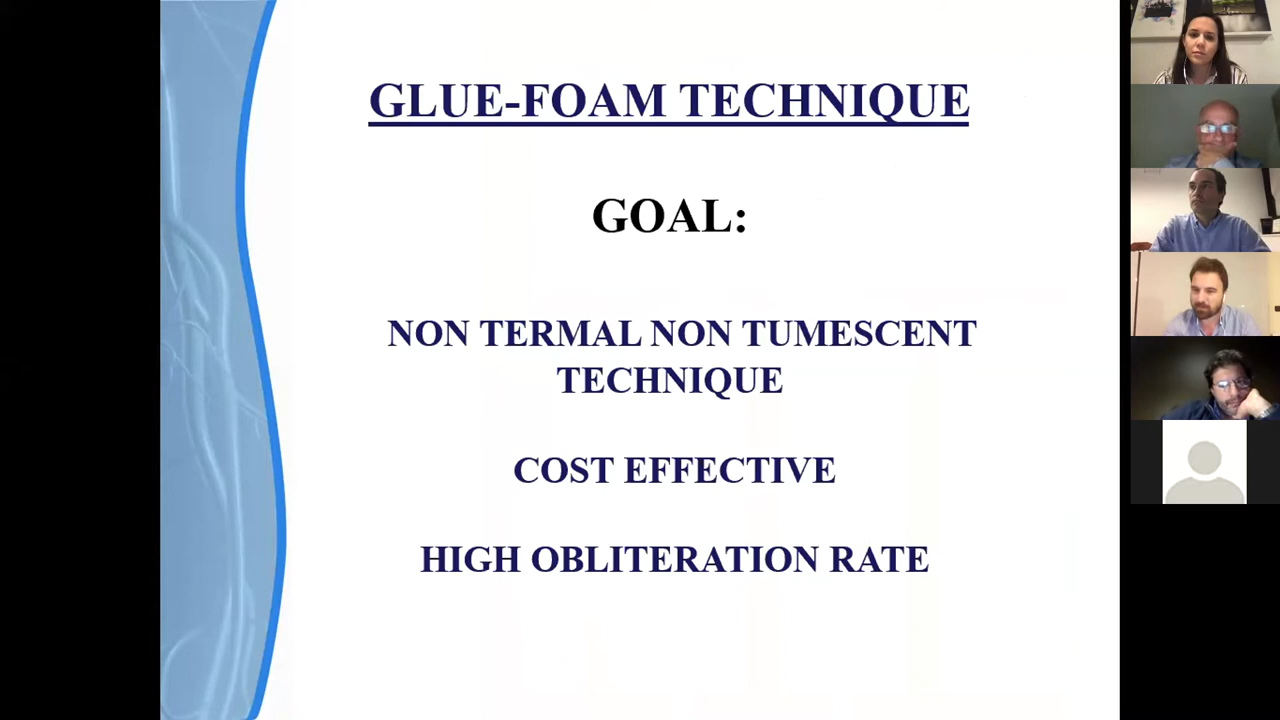 GLUE-FOAM TECHNIQUE
GOAL:
NON TERMAL NON TUMESCENT
TECHNIQUE
COST EFFECTIVE
HIGH OBLITERATION RATE